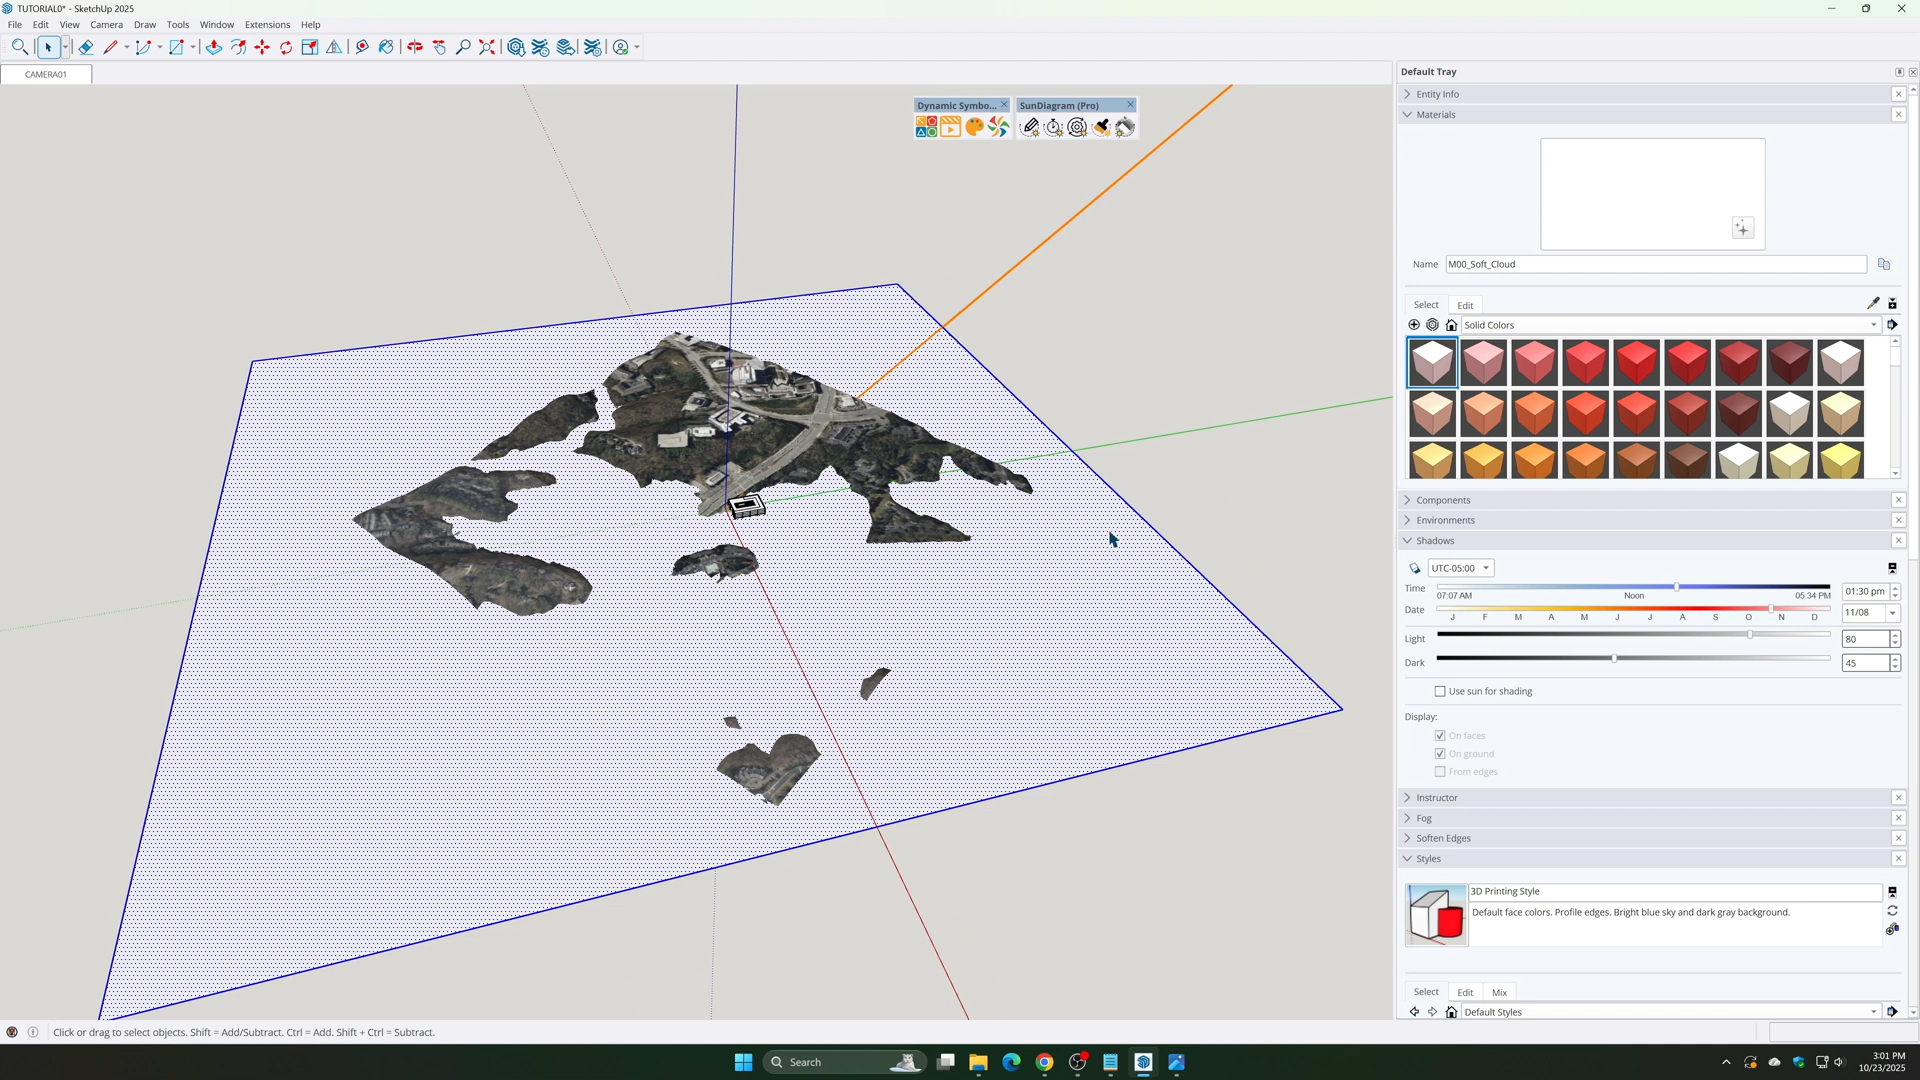 TUTORIAL0* - SketchUp 2025
File Edit View Camera Draw Tools Window Extensions Help
CAMERA01
Dynamic Symbo...
SunDiagram (Pro)
Default Tray
Entity Info
Materials
Name M00_Soft_Cloud
Select Edit
Solid Colors
Components
Environments
Shadows
UTC-05:00
Time 07:07 AM Noon 05:34 PM 01:30 pm
Date J F M A M J J A S O N D 11/08
Light 80
Dark 45
Use sun for shading
Display:
On faces
On ground
From edges
Instructor
Fog
Soften Edges
Styles
3D Printing Style
Default face colors. Profile edges. Bright blue sky and dark gray background.
Select Edit Mix
Default Styles
Click or drag to select objects. Shift = Add/Subtract. Ctrl = Add. Shift + Ctrl = Subtract.
Search
3:01 PM
10/23/2025